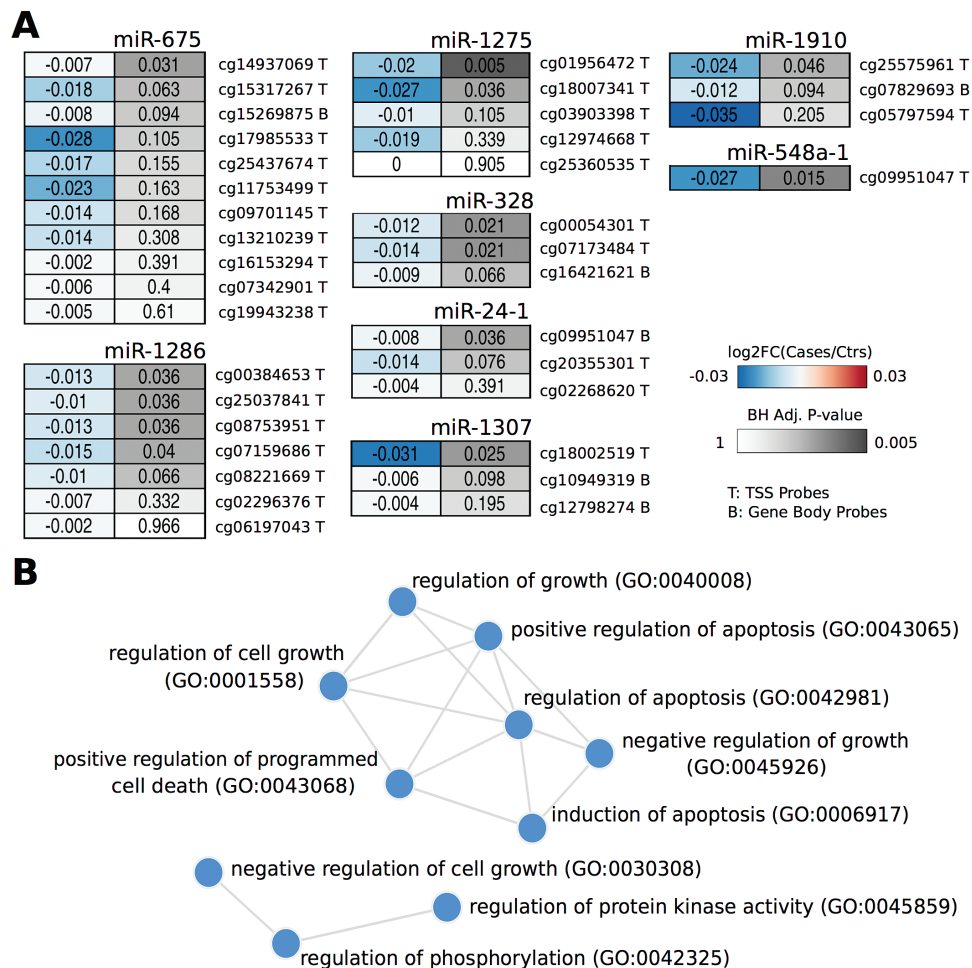 A
miR-675
-0.007 0.031 cg14937069 T
-0.018 0.063 cg15317267 T
-0.008 0.094 cg15269875 B
-0.028 0.105 cg17985533 T
-0.017 0.155 cg25437674 T
-0.023 0.163 cg11753499 T
-0.014 0.168 cg09701145 T
-0.014 0.308 cg13210239 T
-0.002 0.391 cg16153294 T
-0.006 0.4 cg07342901 T
-0.005 0.61 cg19943238 T
miR-1286
-0.013 0.036 cg00384653 T
-0.01 0.036 cg25037841 T
-0.013 0.036 cg08753951 T
-0.015 0.04 cg07159686 T
-0.01 0.066 cg08221669 T
-0.007 0.332 cg02296376 T
-0.002 0.966 cg06197043 T
miR-1275
-0.02 0.005 cg01956472 T
-0.027 0.036 cg18007341 T
-0.01 0.105 cg03903398 T
-0.019 0.339 cg12974668 T
0 0.905 cg25360535 T
miR-328
-0.012 0.021 cg00054301 T
-0.014 0.021 cg07173484 T
-0.009 0.066 cg16421621 B
miR-24-1
-0.008 0.036 cg09951047 B
-0.014 0.076 cg20355301 T
-0.004 0.391 cg02268620 T
miR-1307
-0.031 0.025 cg18002519 T
-0.006 0.098 cg10949319 B
-0.004 0.195 cg12798274 B
miR-1910
-0.024 0.046 cg25575961 T
-0.012 0.094 cg07829693 B
-0.035 0.205 cg05797594 T
miR-548a-1
-0.027 0.015 cg09951047 T
log2FC(Cases/Ctrs)
-0.03 0.03
BH Adj. P-value
1 0.005
T: TSS Probes
B: Gene Body Probes
B
regulation of growth (GO:0040008)
positive regulation of apoptosis (GO:0043065)
regulation of cell growth
(GO:0001558)
regulation of apoptosis (GO:0042981)
negative regulation of growth
(GO:0045926)
positive regulation of programmed
cell death (GO:0043068)
induction of apoptosis (GO:0006917)
negative regulation of cell growth (GO:0030308)
regulation of protein kinase activity (GO:0045859)
regulation of phosphorylation (GO:0042325)